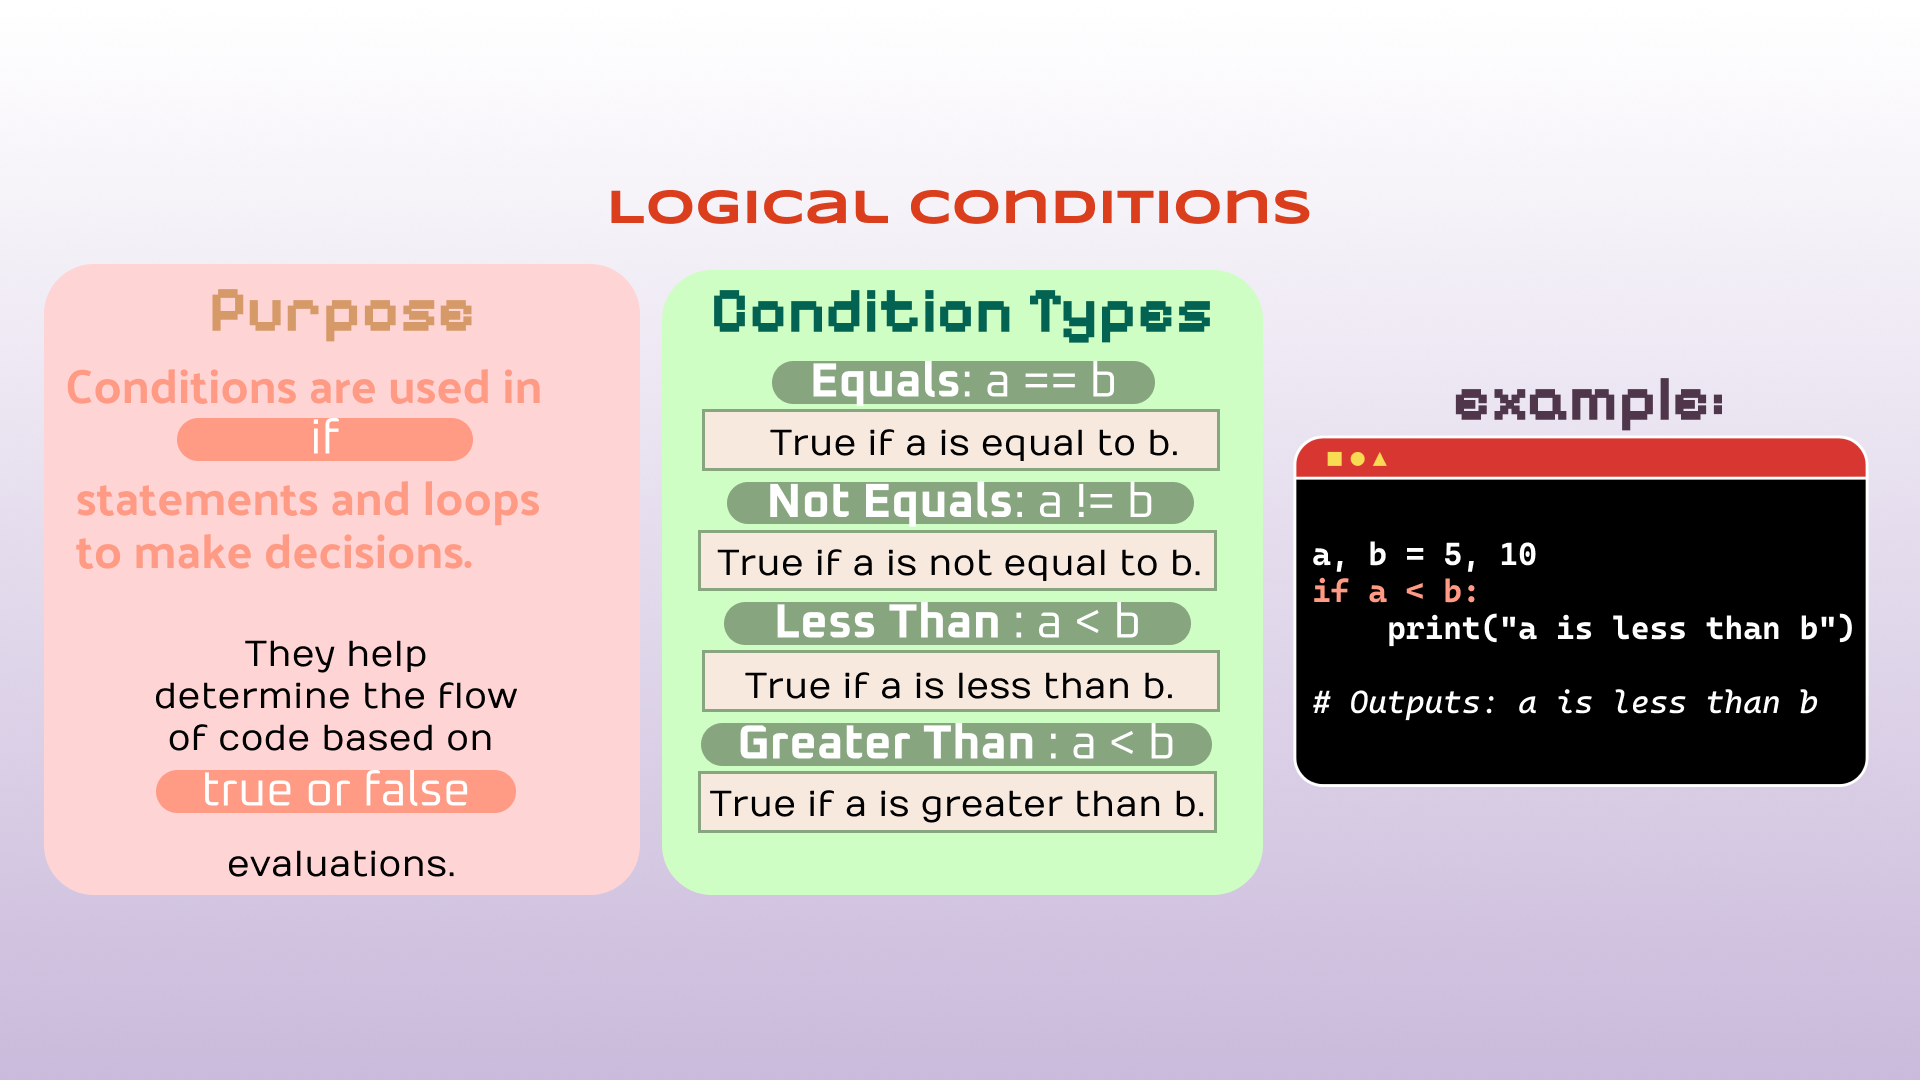 LOGICAL CONDITIONS
Purpose
Conditions are used in
if
statements and loops
to make decisions.
They help
determine the flow
of code based on
true or false
evaluations.
Condition Types
Equals: a == b
True if a is equal to b.
Not Equals: a != b
True if a is not equal to b.
Less Than : a < b
True if a is less than b.
Greater Than : a < b
True if a is greater than b.
example:
a, b = 5, 10
if a < b:
    print("a is less than b")
# Outputs: a is less than b